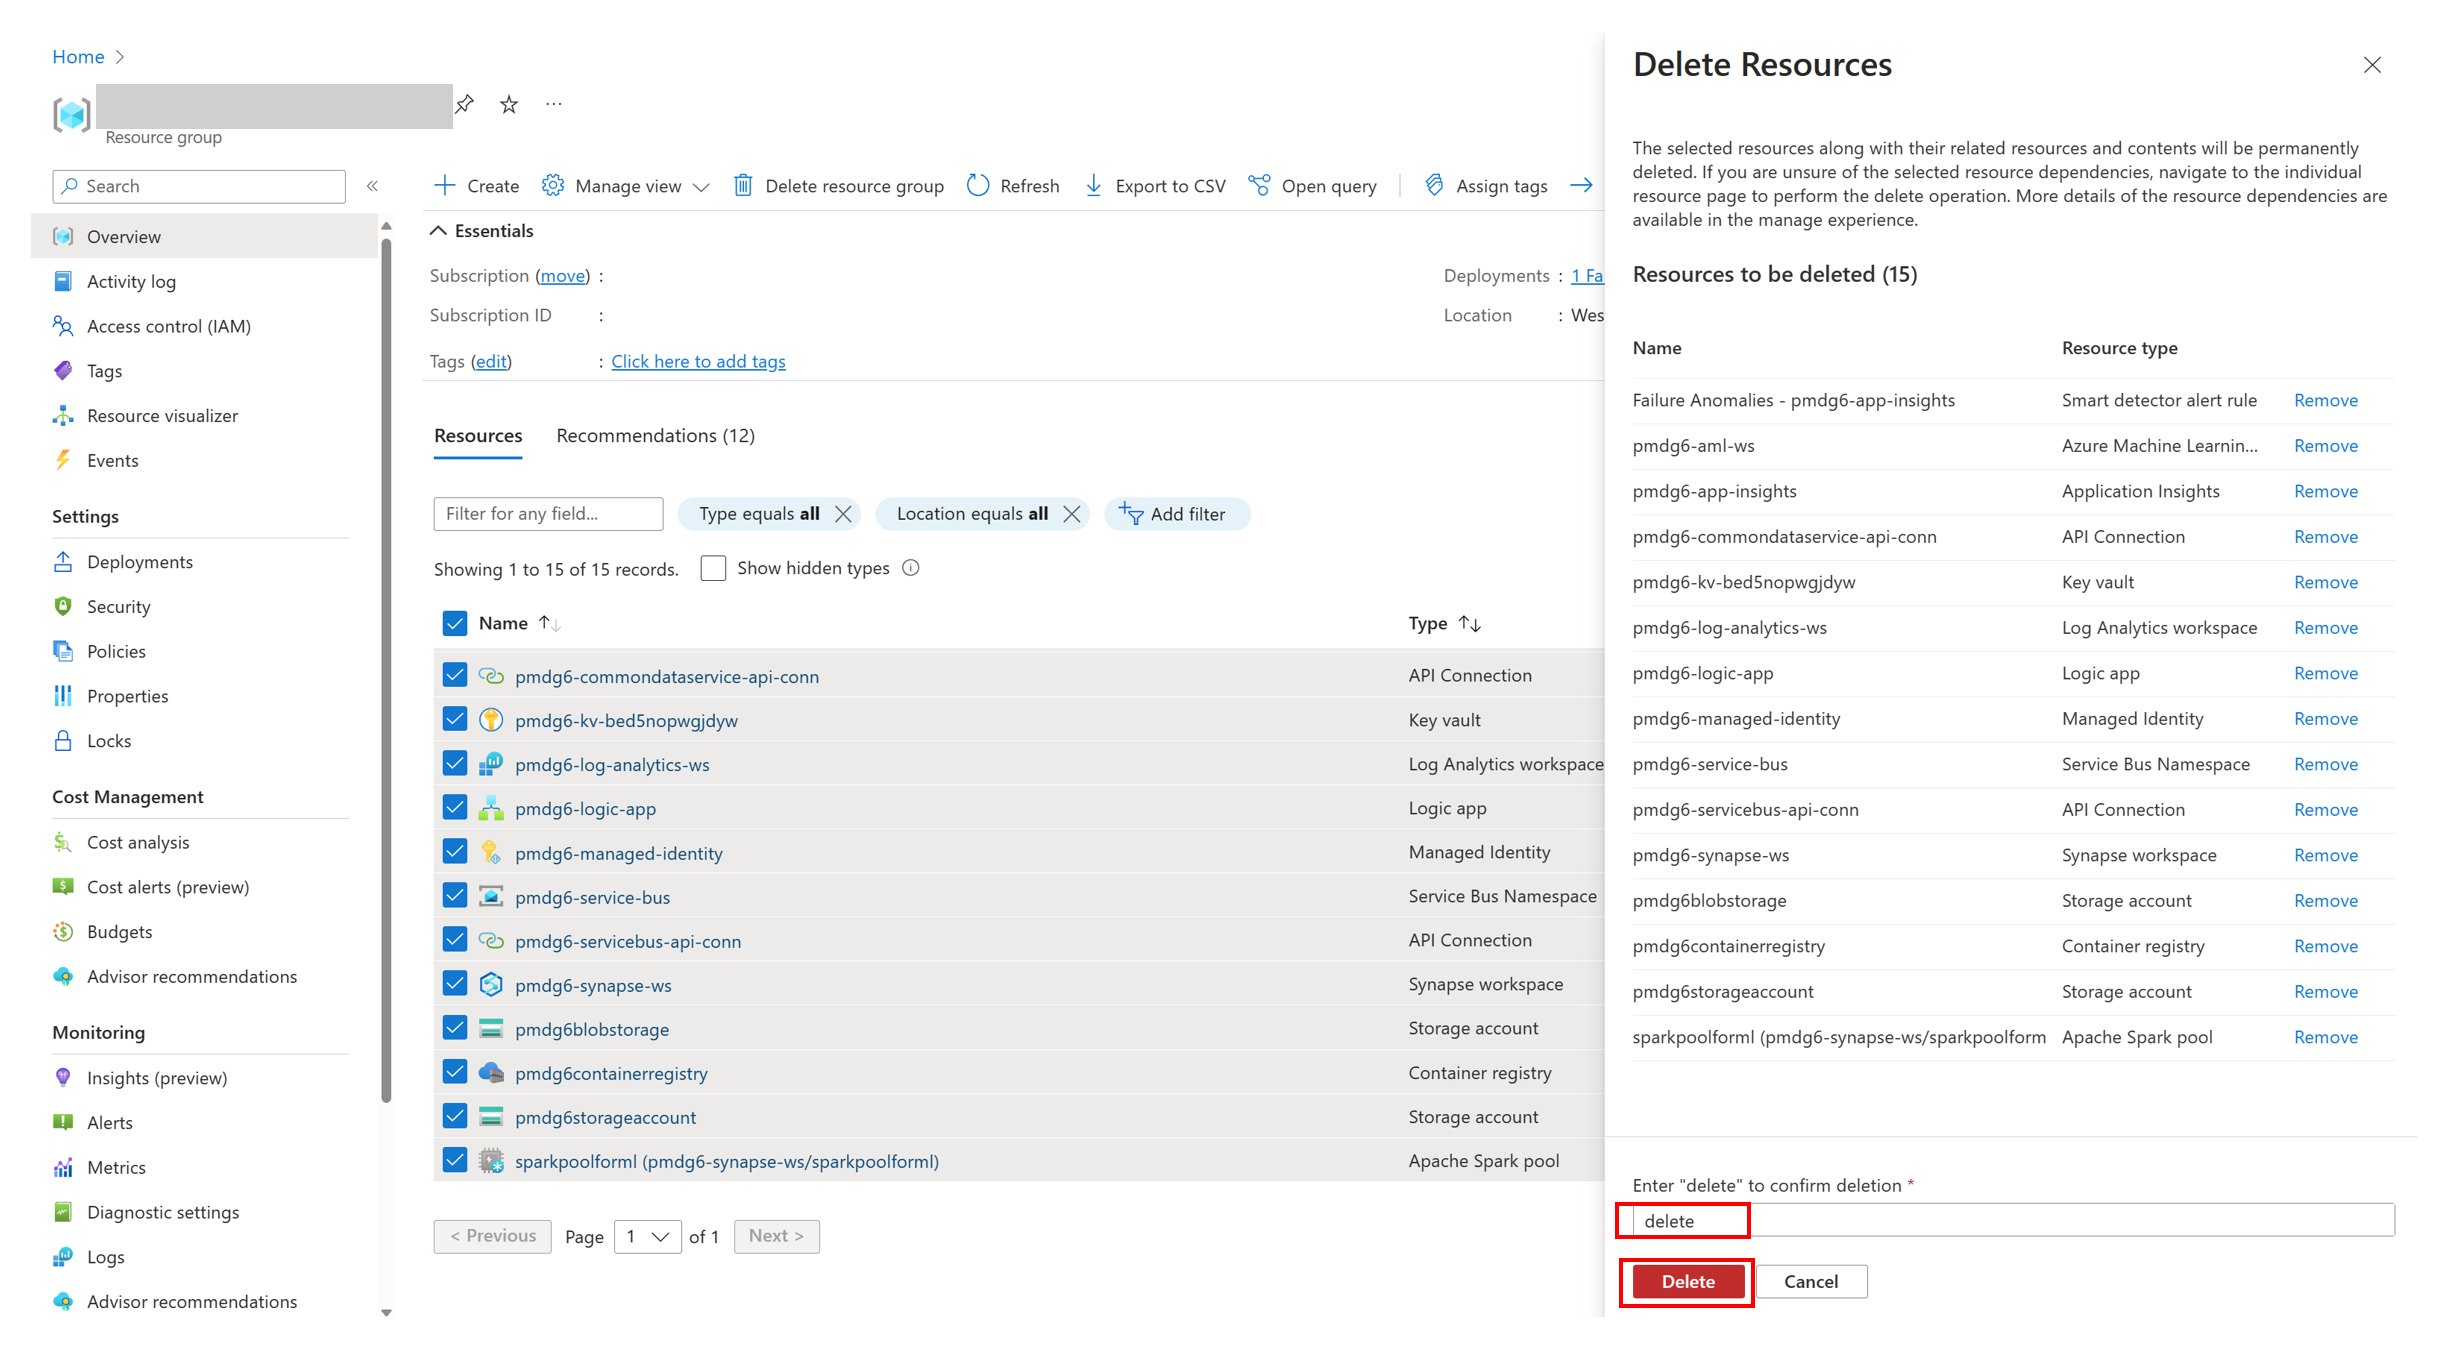 Home
Resource group
Search
Overview
Activity log
Access control (IAM)
Tags
Resource visualizer
Events
Settings
Deployments
Security
Policies
Properties
Locks
Cost Management
Cost analysis
Cost alerts (preview)
Budgets
Advisor recommendations
Monitoring
Insights (preview)
Alerts
Metrics
Diagnostic settings
Logs
Advisor recommendations
Create Manage view Delete resource group Refresh Export to CSV Open query Assign tags
Essentials
Subscription (move) : Deployments : 1 Fa
Subscription ID : Location : Wes
Tags (edit) : Click here to add tags
Resources Recommendations (12)
Filter for any field... Type equals all Location equals all Add filter
Showing 1 to 15 of 15 records. Show hidden types
Name Type
pmdg6-commondataservice-api-conn API Connection
pmdg6-kv-bed5nopwgjdyw Key vault
pmdg6-log-analytics-ws Log Analytics workspace
pmdg6-logic-app Logic app
pmdg6-managed-identity Managed Identity
pmdg6-service-bus Service Bus Namespace
pmdg6-servicebus-api-conn API Connection
pmdg6-synapse-ws Synapse workspace
pmdg6blobstorage Storage account
pmdg6containerregistry Container registry
pmdg6storageaccount Storage account
sparkpoolforml (pmdg6-synapse-ws/sparkpoolforml) Apache Spark pool
< Previous Page 1 of 1 Next >
Delete Resources
The selected resources along with their related resources and contents will be permanently
deleted. If you are unsure of the selected resource dependencies, navigate to the individual
resource page to perform the delete operation. More details of the resource dependencies are
available in the manage experience.
Resources to be deleted (15)
Name Resource type
Failure Anomalies - pmdg6-app-insights Smart detector alert rule Remove
pmdg6-aml-ws Azure Machine Learnin... Remove
pmdg6-app-insights Application Insights Remove
pmdg6-commondataservice-api-conn API Connection Remove
pmdg6-kv-bed5nopwgjdyw Key vault Remove
pmdg6-log-analytics-ws Log Analytics workspace Remove
pmdg6-logic-app Logic app Remove
pmdg6-managed-identity Managed Identity Remove
pmdg6-service-bus Service Bus Namespace Remove
pmdg6-servicebus-api-conn API Connection Remove
pmdg6-synapse-ws Synapse workspace Remove
pmdg6blobstorage Storage account Remove
pmdg6containerregistry Container registry Remove
pmdg6storageaccount Storage account Remove
sparkpoolforml (pmdg6-synapse-ws/sparkpoolform Apache Spark pool Remove
Enter "delete" to confirm deletion *
delete
Delete Cancel